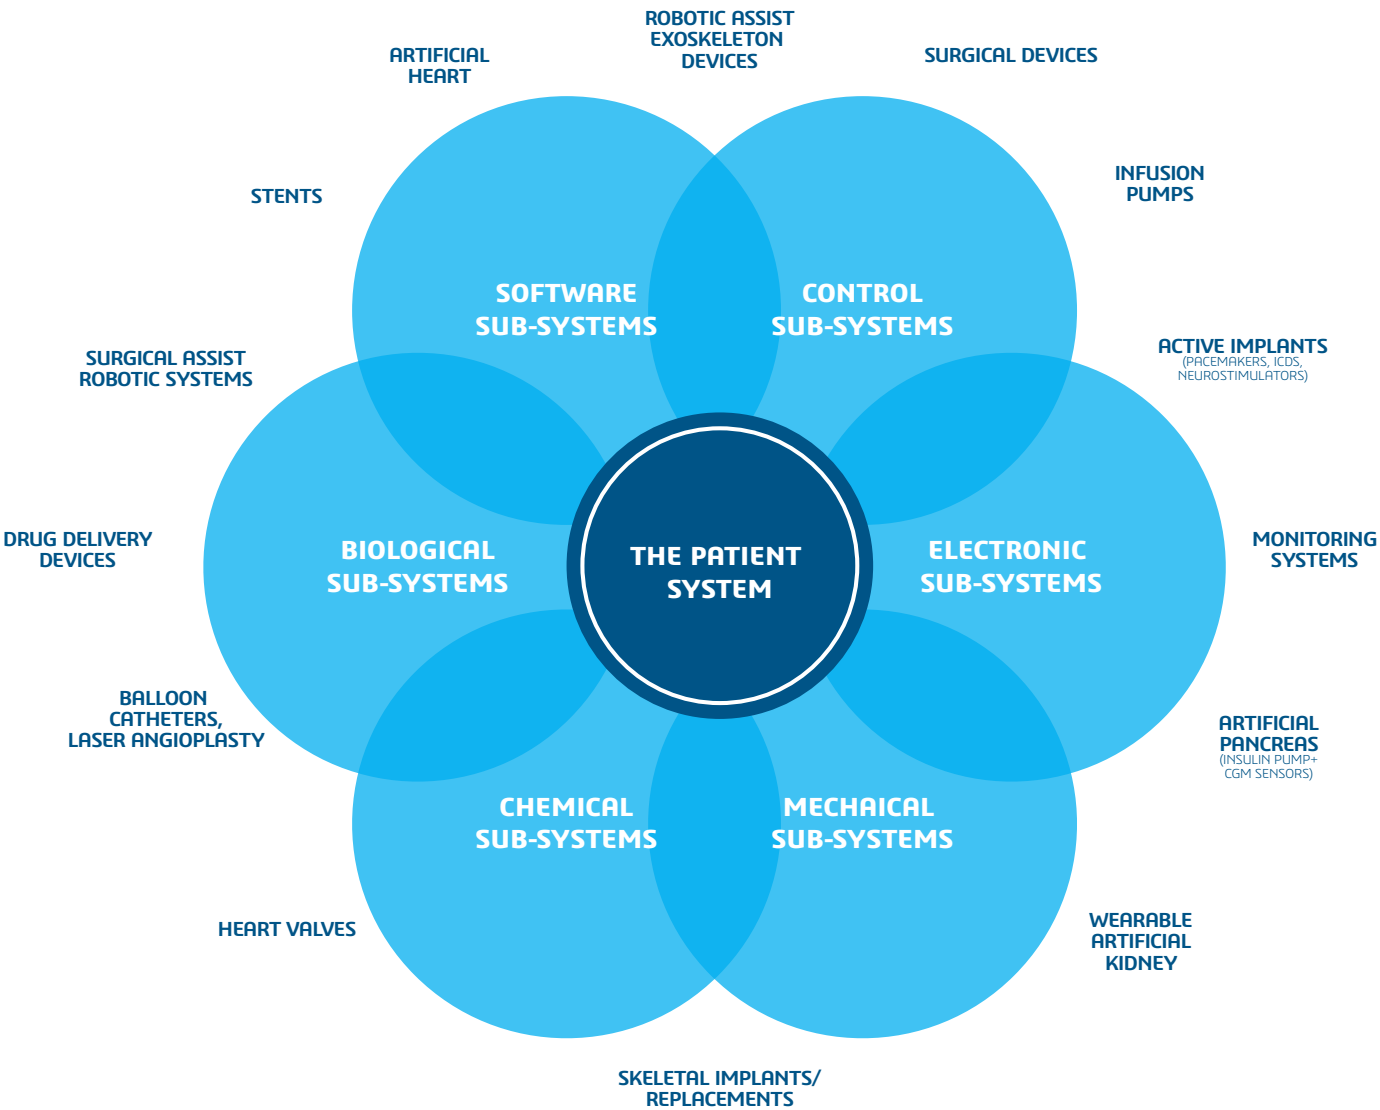 ROBOTIC ASSIST
EXOSKELETON
DEVICES
ARTIFICIAL
HEART
SURGICAL DEVICES
INFUSION
PUMPS
STENTS
SOFTWARE
SUB-SYSTEMS
CONTROL
SUB-SYSTEMS
ACTIVE IMPLANTS
(PACEMAKERS, ICDS,
NEUROSTIMULATORS)
SURGICAL ASSIST
ROBOTIC SYSTEMS
DRUG DELIVERY
DEVICES
BIOLOGICAL
SUB-SYSTEMS
THE PATIENT
SYSTEM
ELECTRONIC
SUB-SYSTEMS
MONITORING
SYSTEMS
BALLOON
CATHETERS,
LASER ANGIOPLASTY
ARTIFICIAL
PANCREAS
(INSULIN PUMP+
CGM SENSORS)
CHEMICAL
SUB-SYSTEMS
MECHAICAL
SUB-SYSTEMS
HEART VALVES
WEARABLE
ARTIFICIAL
KIDNEY
SKELETAL IMPLANTS/
REPLACEMENTS